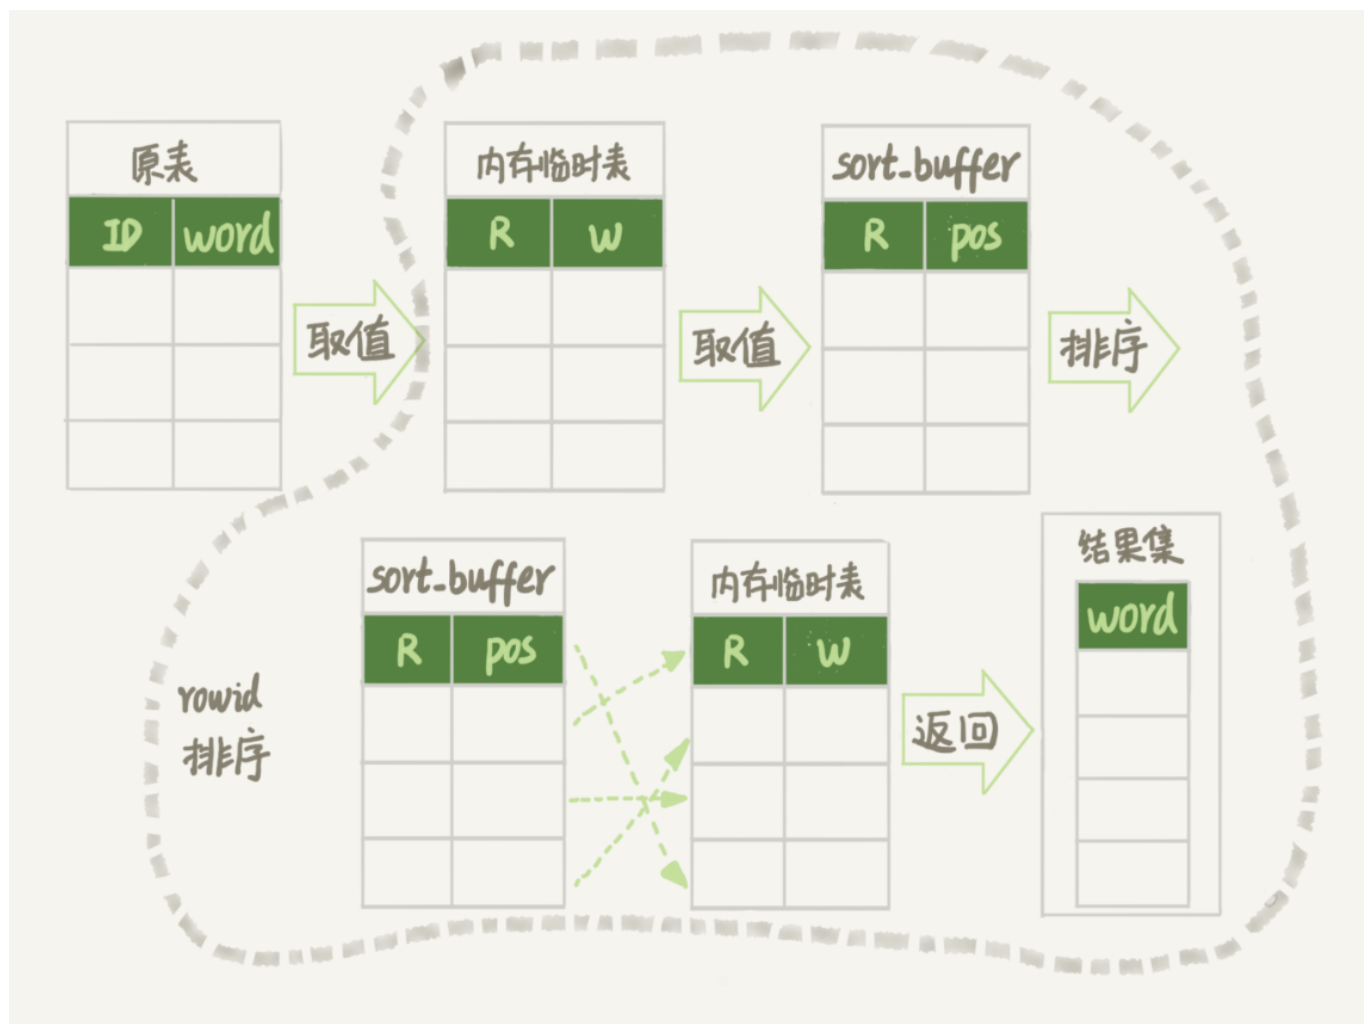 原表
ID word
取值
内存临时表
R W
取值
sort_buffer
R pos
排序
rowid
排序
sort_buffer
R pos
内存临时表
R W
返回
结果集
word